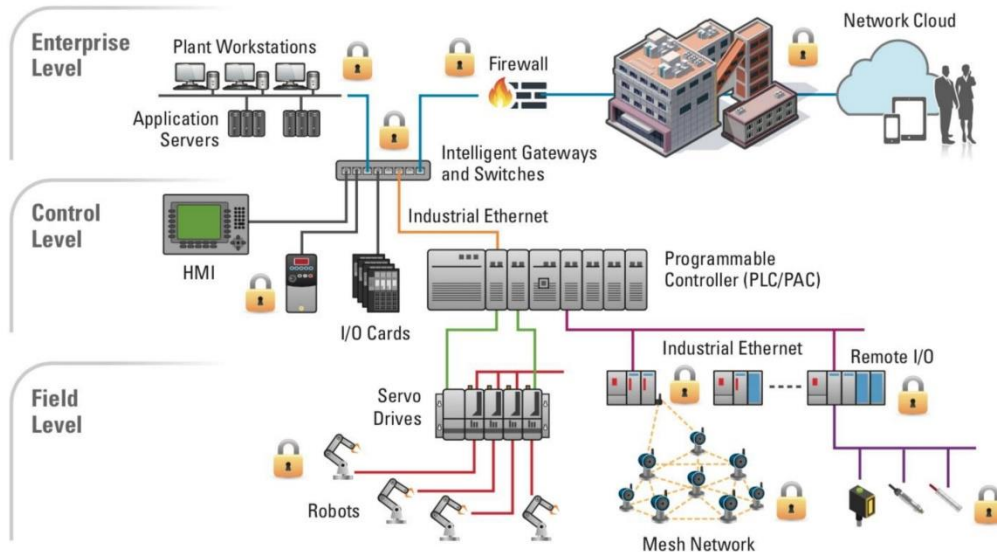 Enterprise
Level
Plant Workstations
Application
Servers
Firewall
Network Cloud
Intelligent Gateways
and Switches
Control
Level
HMI
Industrial Ethernet
I/O Cards
Programmable
Controller (PLC/PAC)
Field
Level
Servo
Drives
Industrial Ethernet
Remote I/O
Robots
Mesh Network